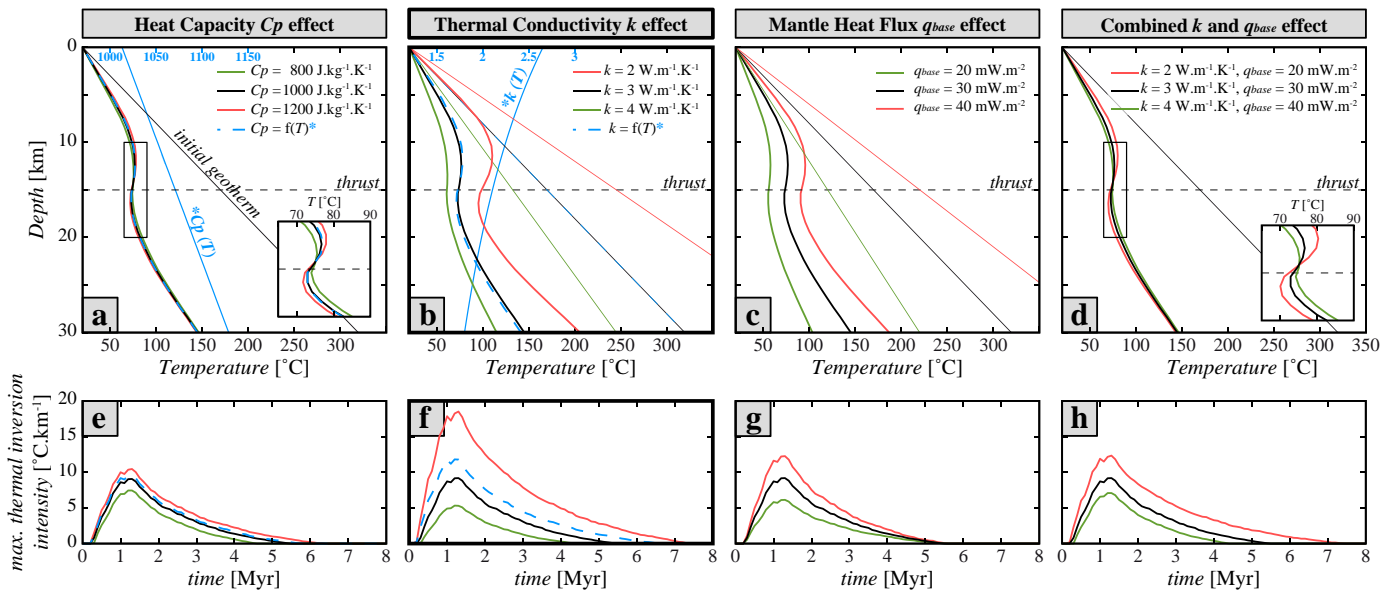 Heat Capacity Cp effect
Thermal Conductivity k effect
Mantle Heat Flux qbase effect
Combined k and qbase effect
0
10
20
30
Depth [km]
1000 1050 1100 1150
Cp = 800 J.kg-1.K-1
Cp = 1000 J.kg-1.K-1
Cp = 1200 J.kg-1.K-1
Cp = f(T)*
initial geotherm
thrust
*Cp (T)
T [˚C]
70 80 90
a
50 100 150 200 250 300
Temperature [˚C]
1.5 2 2.5 3
k = 2 W.m-1.K-1
k = 3 W.m-1.K-1
k = 4 W.m-1.K-1
k = f(T)*
*k (T)
thrust
b
50 100 150 200 250 300
Temperature [˚C]
qbase = 20 mW.m-2
qbase = 30 mW.m-2
qbase = 40 mW.m-2
thrust
c
50 100 150 200 250 300
Temperature [˚C]
k = 2 W.m-1.K-1, qbase = 20 mW.m-2
k = 3 W.m-1.K-1, qbase = 30 mW.m-2
k = 4 W.m-1.K-1, qbase = 40 mW.m-2
thrust
T [˚C]
70 80 90
d
50 100 150 200 250 300 350
Temperature [˚C]
max. thermal inversion
intensity [˚C.km-1]
20
15
10
5
0
e
0 1 2 3 4 5 6 7 8
time [Myr]
f
0 1 2 3 4 5 6 7 8
time [Myr]
g
0 1 2 3 4 5 6 7 8
time [Myr]
h
0 1 2 3 4 5 6 7 8
time [Myr]